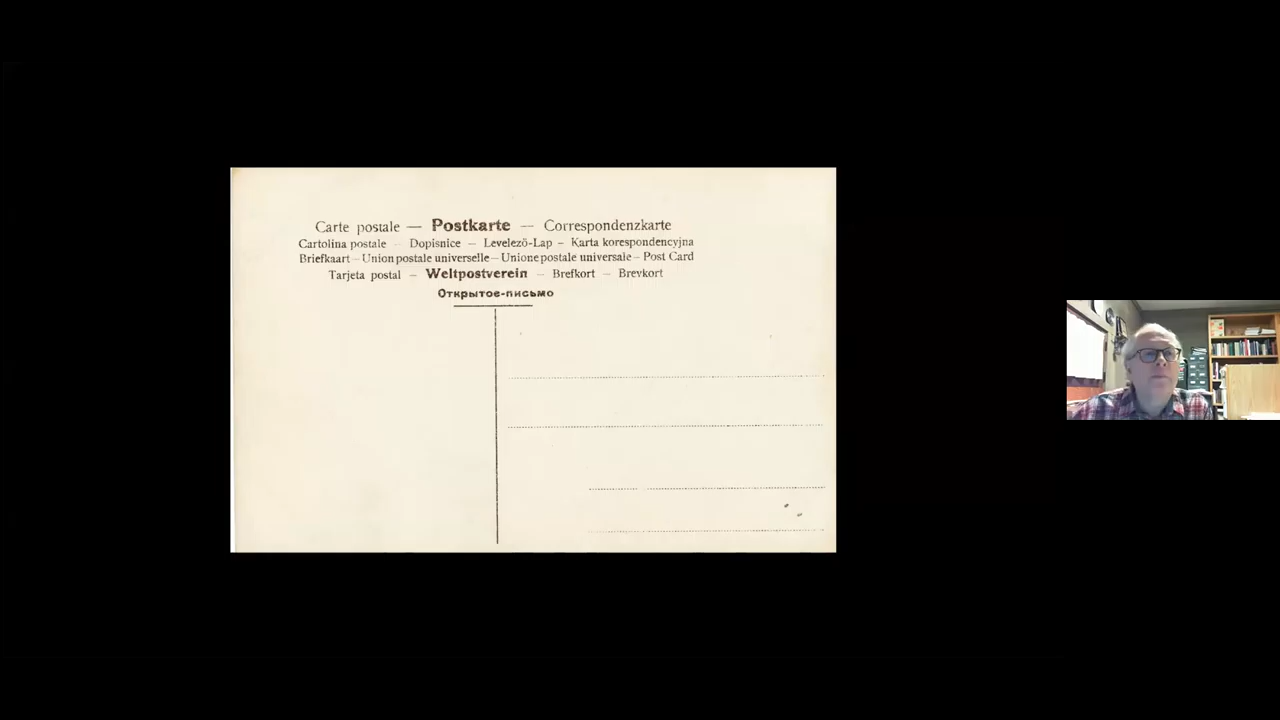 Carte postale — Postkarte — Correspondenzkarte
Cartolina postale – Dopisnice – Levelező-Lap – Karta korespondencyjna
Briefkaart – Union postale universelle – Unione postale universale – Post Card
Tarjeta postal – Weltpostverein – Brefkort – Brevkort
Открытое-письмо